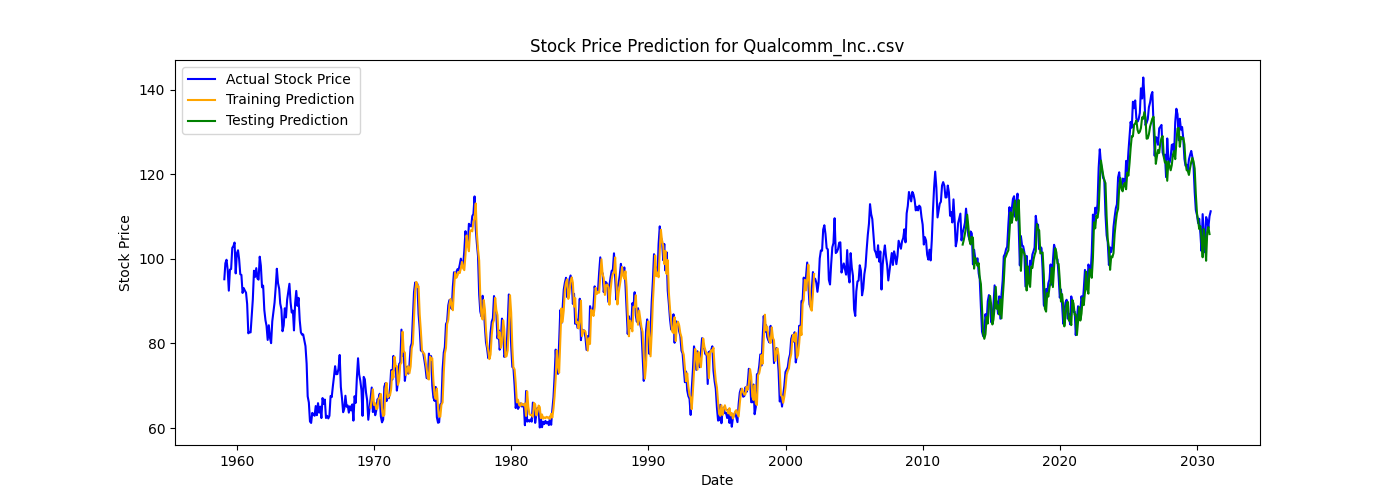 Stock Price Prediction for Qualcomm_Inc..csv
Actual Stock Price
Training Prediction
Testing Prediction
Stock Price
140
120
100
80
60
1960 1970 1980 1990 2000 2010 2020 2030
Date